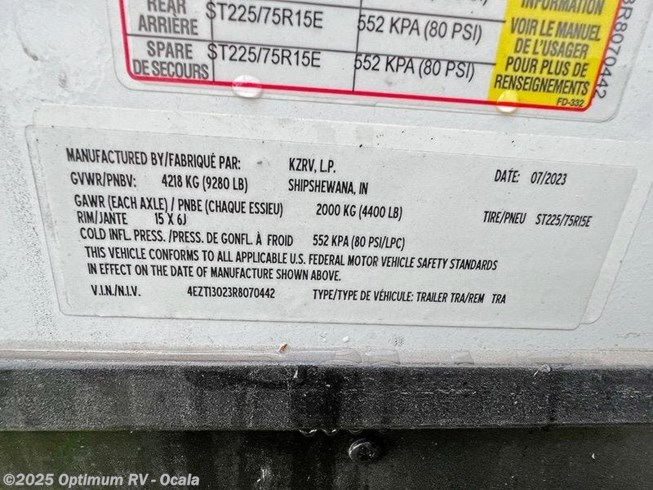 REAR ST225/75R15E 552 KPA (80 PSI)
ARRIÈRE
SPARE ST225/75R15E 552 KPA (80 PSI)
DE SECOURS
INFORMATION
VOIR LE MANUEL
DE L'USAGER
POUR PLUS DE
RENSEIGNEMENTS
FD-332
R8070442
MANUFACTURED BY/FABRIQUÉ PAR: KZRV, L.P. DATE: 07/2023
GVWR/PNBV: 4218 KG (9280 LB) SHIPSHEWANA, IN
GAWR (EACH AXLE) / PNBE (CHAQUE ESSIEU) 2000 KG (4400 LB)
RIM/JANTE 15 X 6J TIRE/PNEU ST225/75R15E
COLD INFL. PRESS. /PRESS. DE GONFL. À FROID 552 KPA (80 PSI/LPC)
THIS VEHICLE CONFORMS TO ALL APPLICABLE U.S. FEDERAL MOTOR VEHICLE SAFETY STANDARDS
IN EFFECT ON THE DATE OF MANUFACTURE SHOWN ABOVE.
V.I.N./N.I.V. 4EZT13023R8070442 TYPE/TYPE DE VÉHICULE: TRAILER TRA/REM TRA
©2025 Optimum RV - Ocala